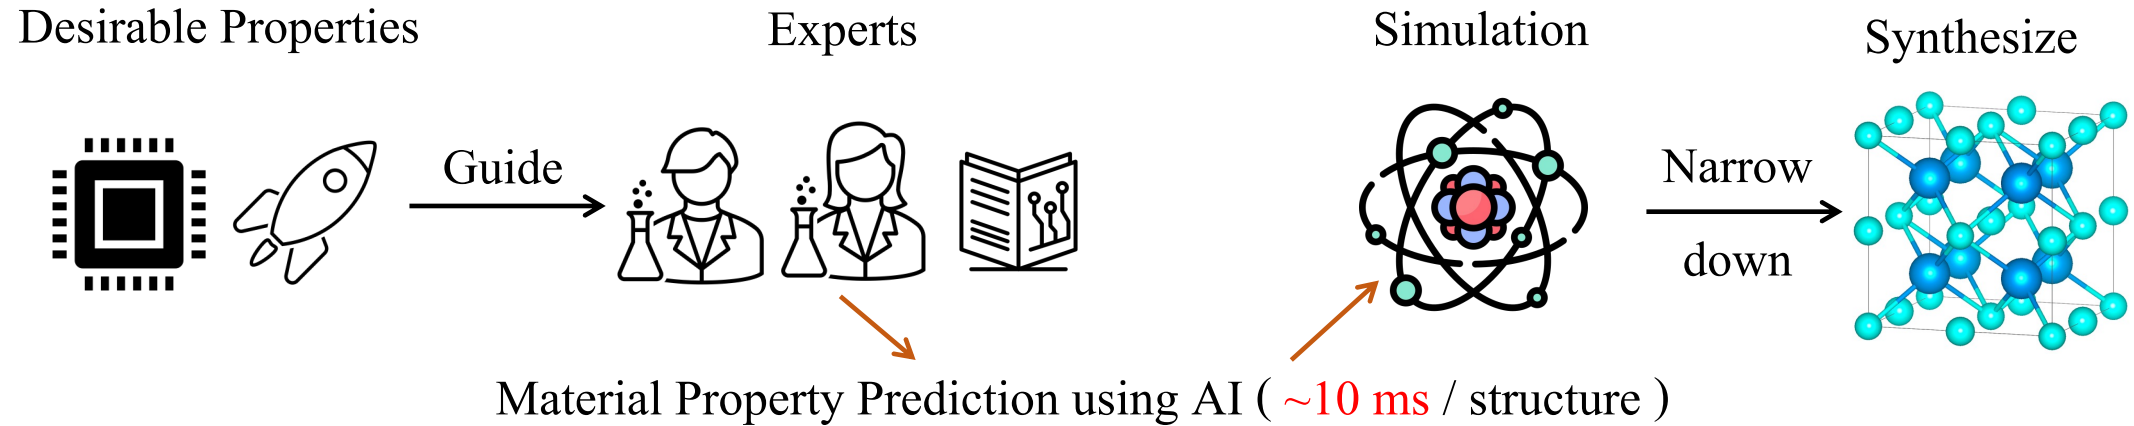 Desirable Properties
Experts
Simulation
Synthesize
Guide
Narrow
down
Material Property Prediction using AI ( ~10 ms / structure )